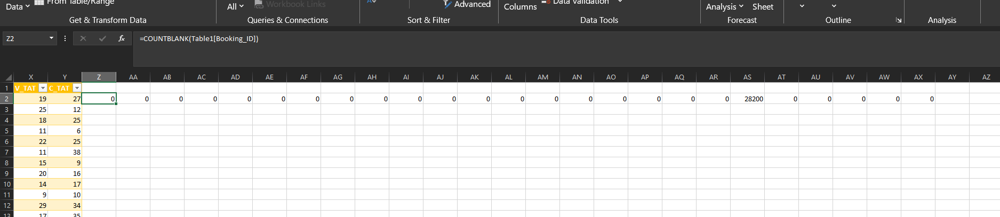 Data From Table/Range All Workbook Links Advanced Columns Data Validation Analysis Sheet
Get & Transform Data Queries & Connections Sort & Filter Data Tools Forecast Outline Analysis
Z2 fx =COUNTBLANK(Table1[Booking_ID])
X Y Z AA AB AC AD AE AF AG AH AI AJ AK AL AM AN AO AP AQ AR AS AT AU AV AW AX AY AZ
1 V_TAT C_TAT
2 19 27 0 0 0 0 0 0 0 0 0 0 0 0 0 0 0 0 0 0 0 28200 0 0 0 0 0
3 25 12
4 18 25
5 11 6
6 22 25
7 11 38
8 15 9
9 20 16
10 14 17
11 9 10
12 29 34
13 17 35